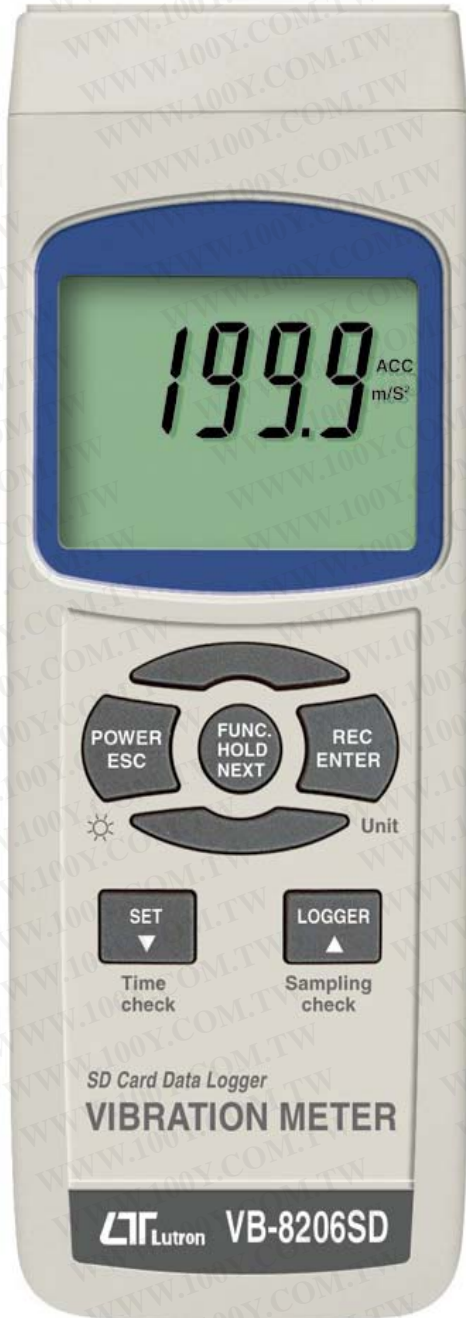 199.9
ACC
m/S²
POWER
ESC
FUNC.
HOLD
NEXT
REC
ENTER
Unit
SET
▼
LOGGER
▲
Time
check
Sampling
check
SD Card Data Logger
VIBRATION METER
Lutron VB-8206SD
WWW.100Y.COM.TW